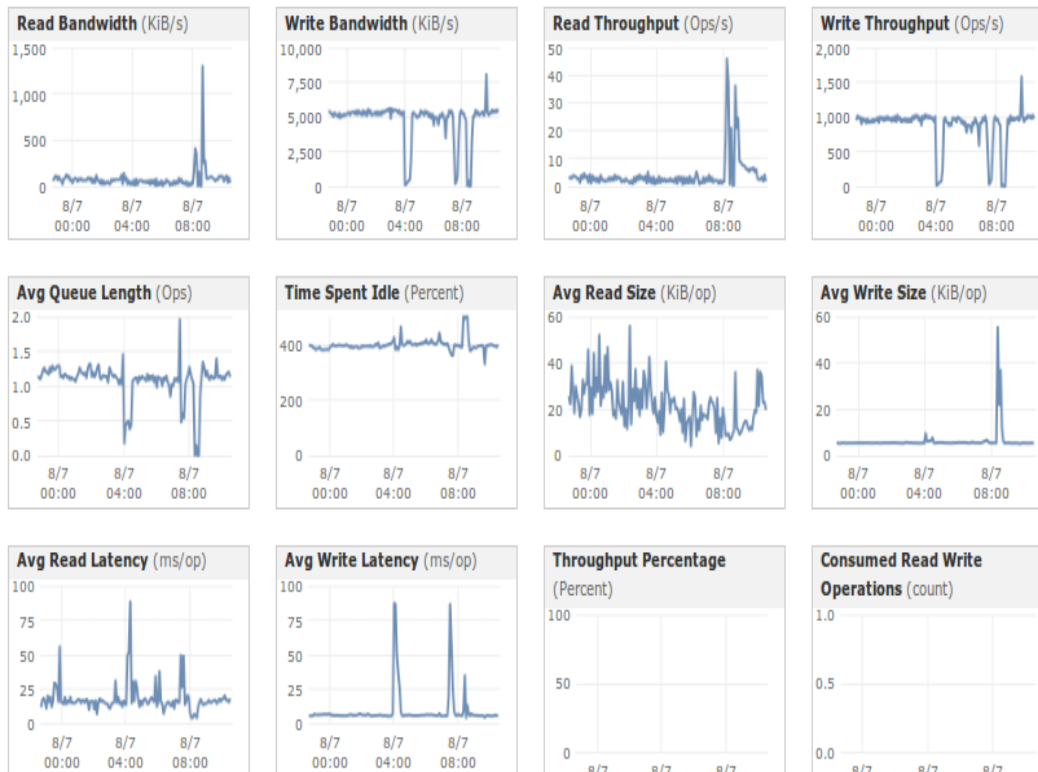 Read Bandwidth (KiB/s)
1,500
1,000
500
0
8/7 8/7 8/7
00:00 04:00 08:00
Write Bandwidth (KiB/s)
10,000
7,500
5,000
2,500
0
8/7 8/7 8/7
00:00 04:00 08:00
Read Throughput (Ops/s)
50
40
30
20
10
0
8/7 8/7 8/7
00:00 04:00 08:00
Write Throughput (Ops/s)
2,000
1,500
1,000
500
0
8/7 8/7 8/7
00:00 04:00 08:00
Avg Queue Length (Ops)
2.0
1.5
1.0
0.5
0.0
8/7 8/7 8/7
00:00 04:00 08:00
Time Spent Idle (Percent)
400
200
0
8/7 8/7 8/7
00:00 04:00 08:00
Avg Read Size (KiB/op)
60
40
20
0
8/7 8/7 8/7
00:00 04:00 08:00
Avg Write Size (KiB/op)
60
40
20
0
8/7 8/7 8/7
00:00 04:00 08:00
Avg Read Latency (ms/op)
100
75
50
25
0
8/7 8/7 8/7
00:00 04:00 08:00
Avg Write Latency (ms/op)
100
75
50
25
0
8/7 8/7 8/7
00:00 04:00 08:00
Throughput Percentage
(Percent)
100
50
0
8/7 8/7 8/7
Consumed Read Write
Operations (count)
1.0
0.5
0.0
8/7 8/7 8/7